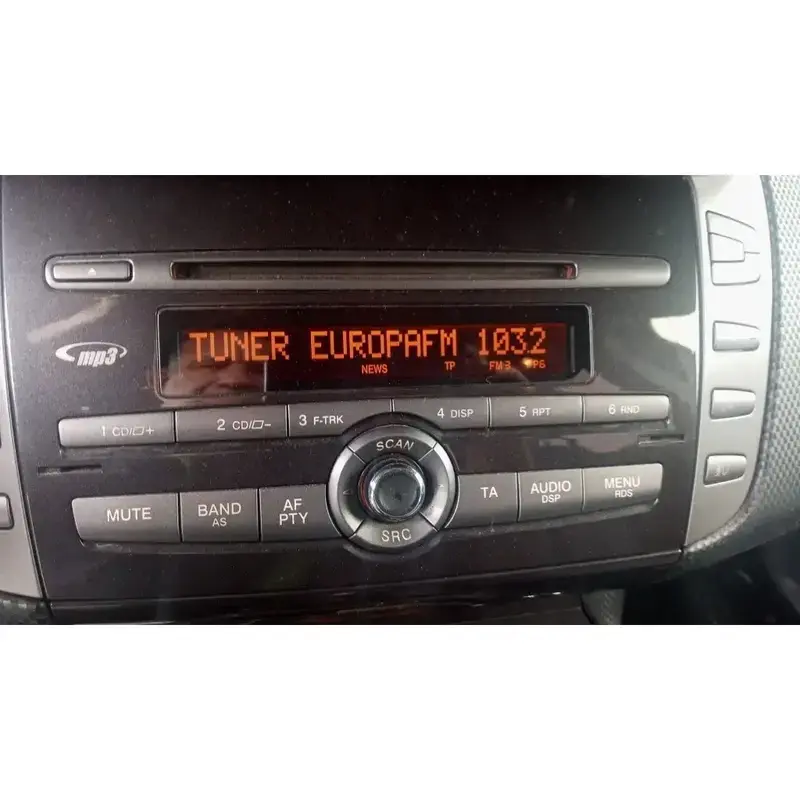 mp3
TUNER EUROPAFM 103.2
NEWS TP FM3 P6
1 CD/▱+ 2 CD/▱- 3 F-TRK 4 DISP 5 RPT 6 RND
SCAN
MUTE BAND AF TA AUDIO MENU
AS PTY DSP RDS
SRC